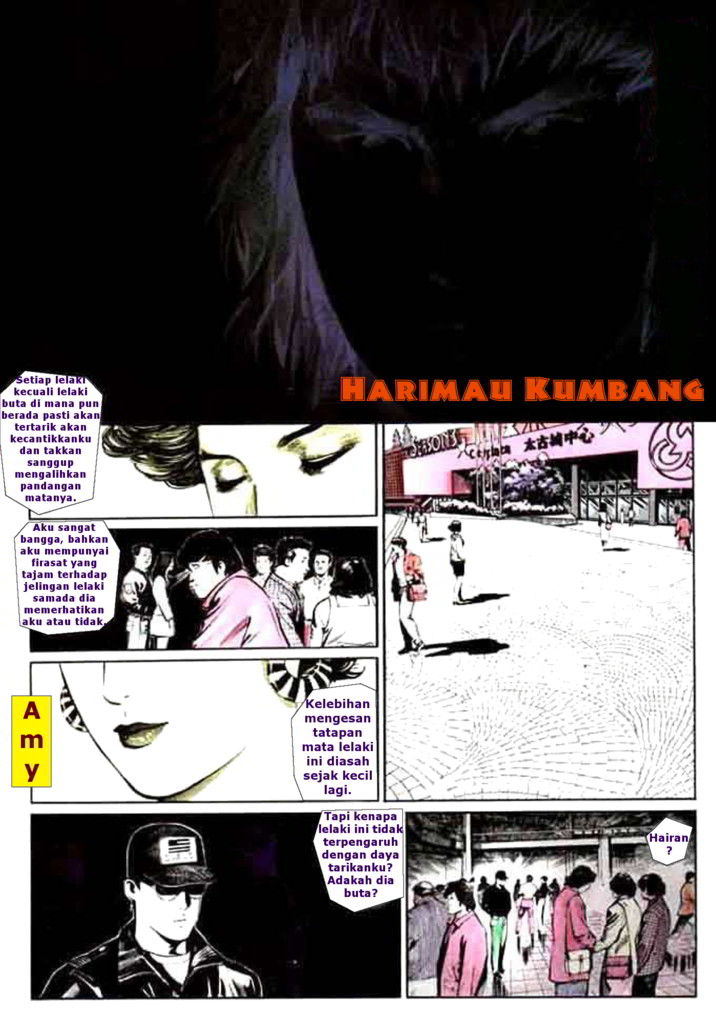 Harimau Kumbang
Setiap lelaki
kecuali lelaki
buta di mana pun
berada pasti akan
tertarik akan
kecantikkanku
dan takkan
sanggup
mengalihkan
pandangan
matanya.
SEASONS
太古城中心
Aku sangat
bangga, bahkan
aku mempunyai
firasat yang
tajam terhadap
jelingan lelaki
samada dia
memerhatikan
aku atau tidak.
A
m
y
Kelebihan
mengesan
tatapan
mata lelaki
ini diasah
sejak kecil
lagi.
Tapi kenapa
lelaki ini tidak
terpengaruh
dengan daya
tarikanku?
Adakah dia
buta?
Hairan
?